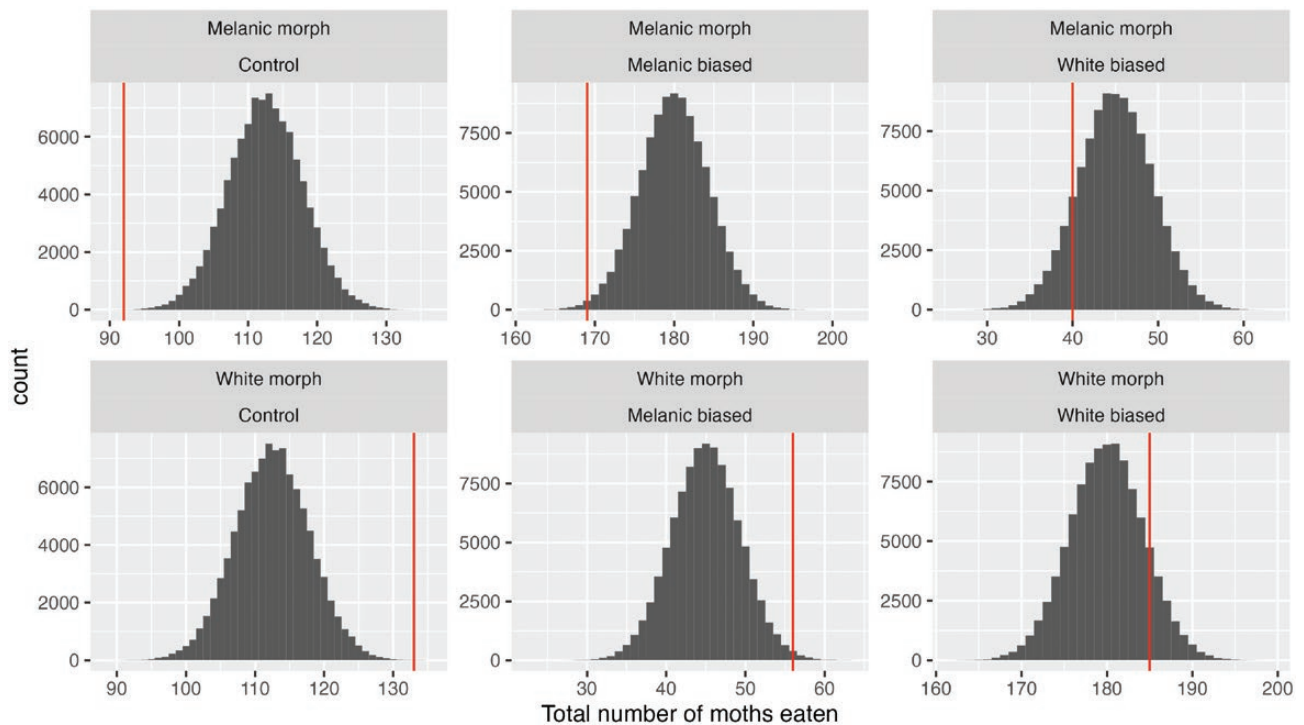 Melanic morph
Control
Melanic morph
Melanic biased
Melanic morph
White biased
6000
4000
2000
0
7500
5000
2500
0
7500
5000
2500
0
90 100 110 120 130
160 170 180 190 200
30 40 50 60
count
White morph
Control
White morph
Melanic biased
White morph
White biased
6000
4000
2000
0
7500
5000
2500
0
7500
5000
2500
0
90 100 110 120 130
30 40 50 60
160 170 180 190 200
Total number of moths eaten